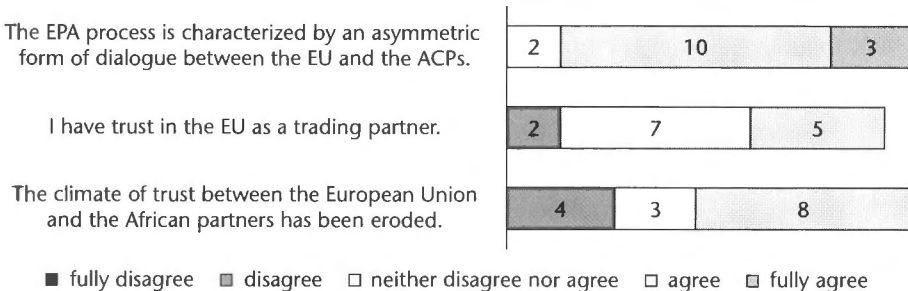 The EPA process is characterized by an asymmetric
form of dialogue between the EU and the ACPs.
2 10 3
I have trust in the EU as a trading partner.
2 7 5
The climate of trust between the European Union
and the African partners has been eroded.
4 3 8
fully disagree disagree neither disagree nor agree agree fully agree